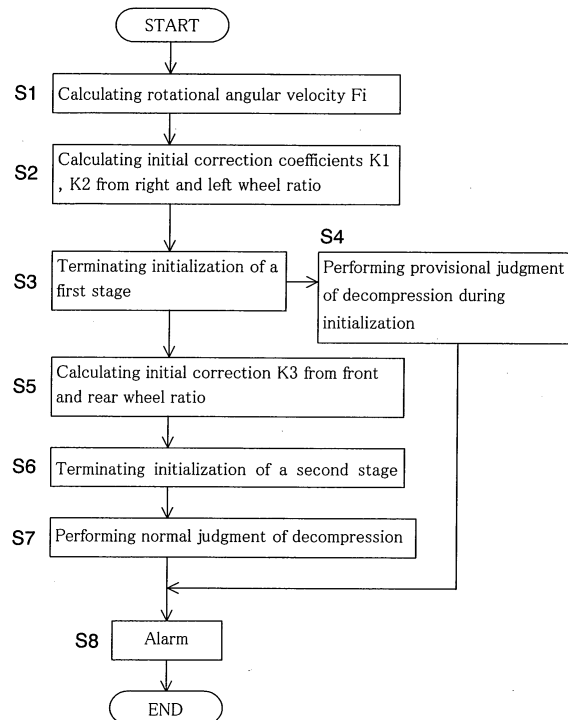 START
S1
Calculating rotational angular velocity Fi
S2
Calculating initial correction coefficients K1
, K2 from right and left wheel ratio
S3
Terminating initialization of a
first stage
S4
Performing provisional judgment
of decompression during
initialization
S5
Calculating initial correction K3 from front
and rear wheel ratio
S6
Terminating initialization of a second stage
S7
Performing normal judgment of decompression
S8
Alarm
END